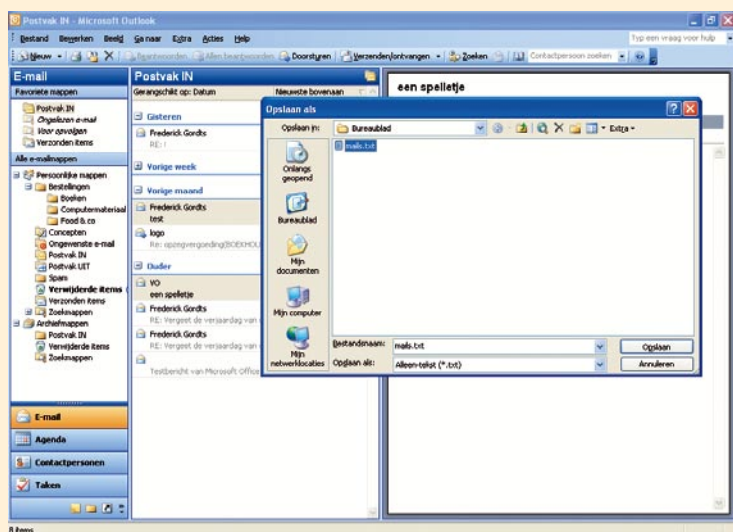 Postvak IN - Microsoft Outlook
Bestand Bewerken Beeld Ga naar Extra Acties Help
Typ een vraag voor hulp
Nieuw Beantwoorden Allen beantwoorden Doorsturen Verzenden/ontvangen Zoeken Contactpersoon zoeken
E-mail
Favoriete mappen
Postvak IN
Ongelezen e-mail
Voor opvolgen
Verzonden items
Alle e-mailmappen
Persoonlijke mappen
Bestellingen
Boeken
Computermateriaal
Food & co
Concepten
Ongewenste e-mail
Postvak IN
Postvak UIT
Spam
Verwijderde items
Verzonden items
Zoekmappen
Archiefmappen
Postvak IN
Verwijderde items
Zoekmappen
E-mail
Agenda
Contactpersonen
Taken
8 items
Postvak IN
Gerangschikt op: Datum Nieuwste bovenaan
Gisteren
Frederick Gordts
RE: !
Vorige week
Vorige maand
Frederick Gordts
test
logo
Ouder
VO
een spelletje
Frederick Gordts
RE: Vergeet de verjaardag van
Frederick Gordts
RE: Vergeet de verjaardag van
Testbericht van Microsoft Office
een spelletje
Opslaan als
Opslaan in: Bureaublad Extra
mails.txt
Onlangs geopend
Bureaublad
Mijn documenten
Mijn computer
Mijn netwerklocaties
Bestandsnaam: mails.txt Opslaan
Opslaan als: Alleen-tekst (*.txt) Annuleren